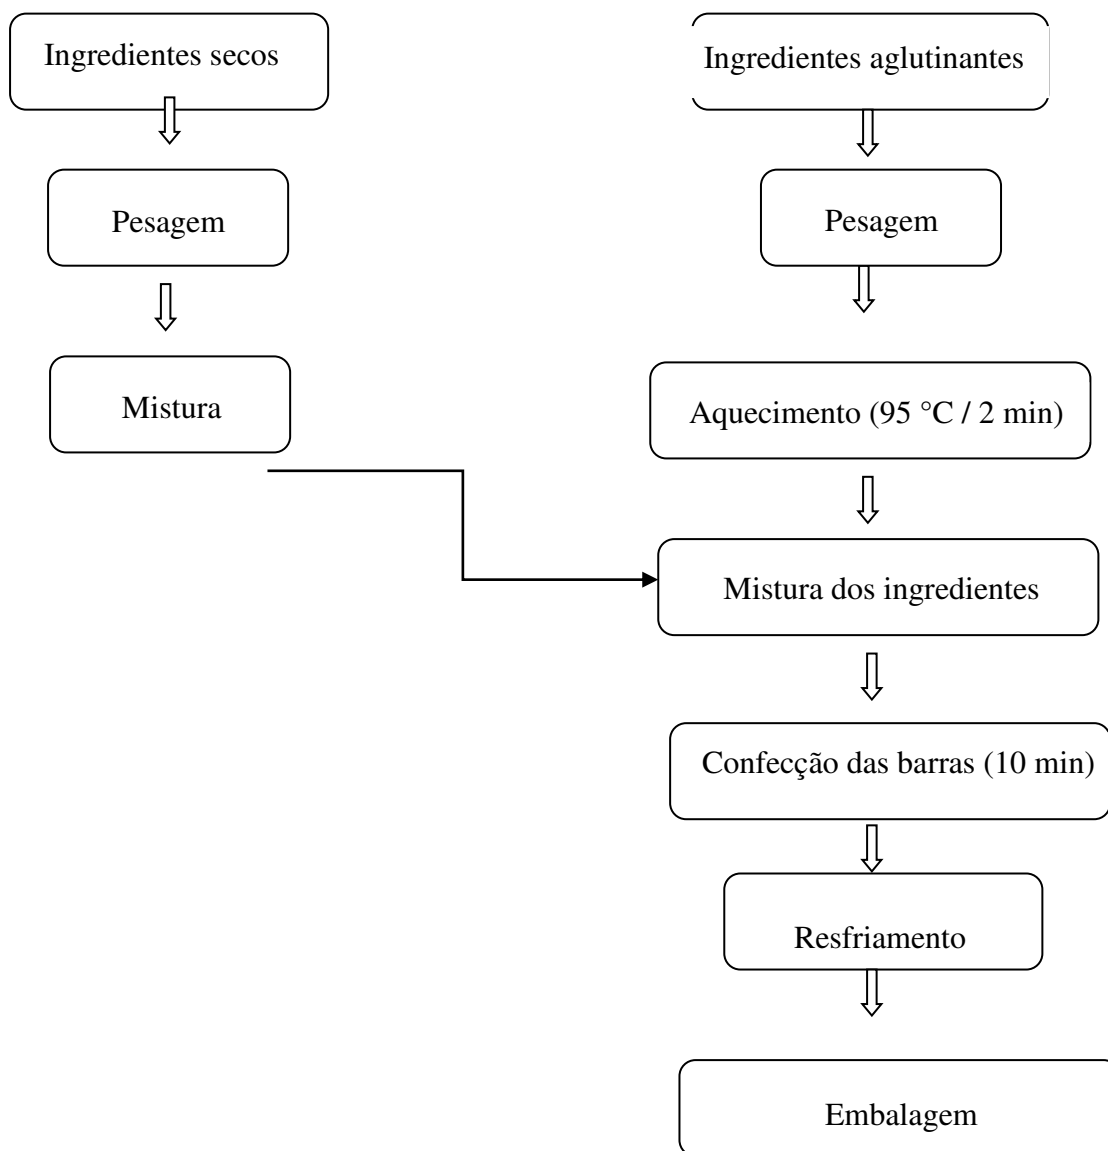 Ingredientes secos
Ingredientes aglutinantes
Pesagem
Pesagem
Mistura
Aquecimento (95 °C / 2 min)
Mistura dos ingredientes
Confecção das barras (10 min)
Resfriamento
Embalagem